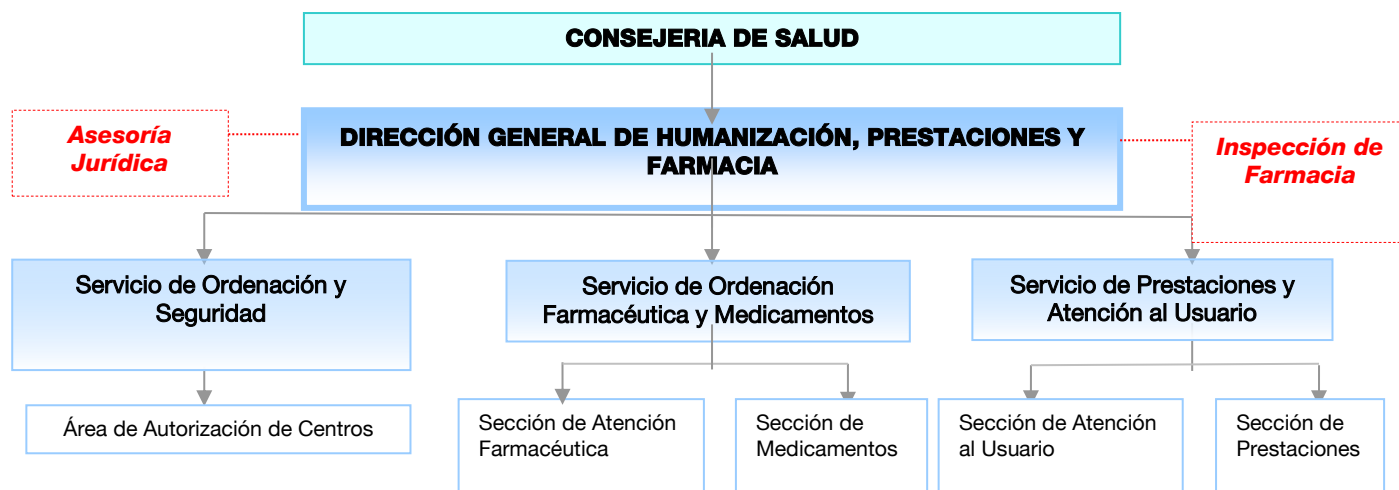 CONSEJERIA DE SALUD
Asesoría
Jurídica
DIRECCIÓN GENERAL DE HUMANIZACIÓN, PRESTACIONES Y
FARMACIA
Inspección de
Farmacia
Servicio de Ordenación y
Seguridad
Servicio de Ordenación
Farmacéutica y Medicamentos
Servicio de Prestaciones y
Atención al Usuario
Área de Autorización de Centros
Sección de Atención
Farmacéutica
Sección de
Medicamentos
Sección de Atención
al Usuario
Sección de
Prestaciones